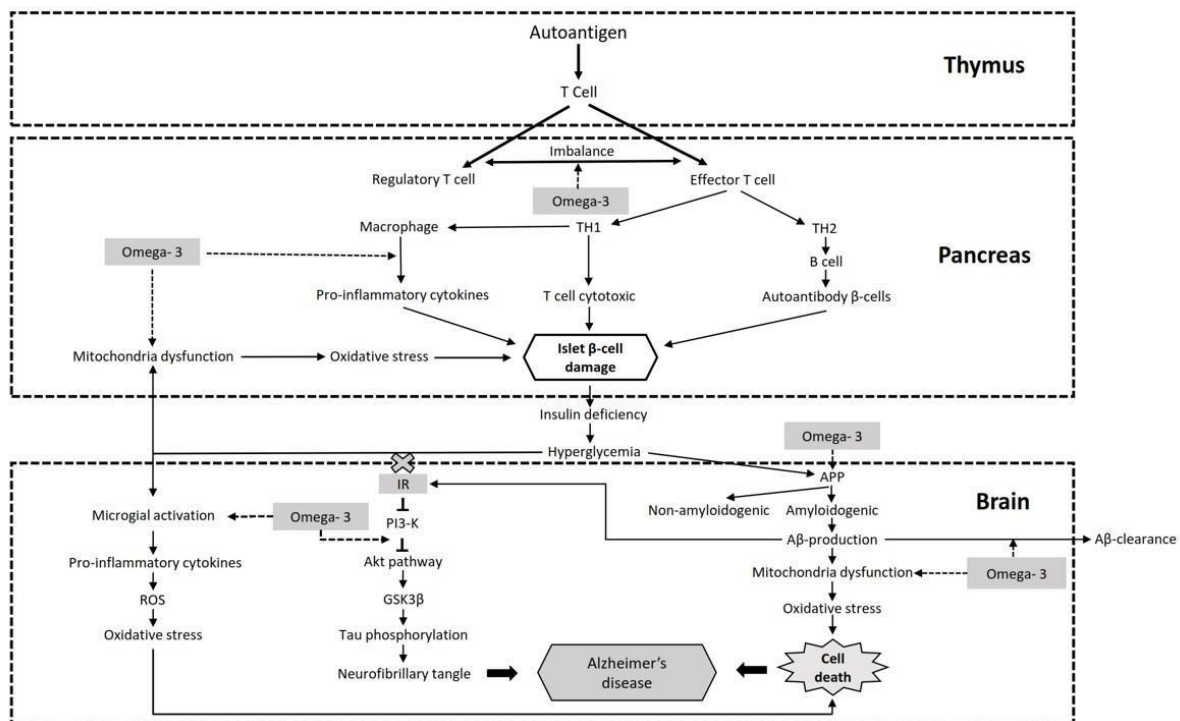 Autoantigen
Thymus
T Cell
Imbalance
Regulatory T cell
Effector T cell
Omega-3
Macrophage
TH1
TH2
Omega- 3
B cell
Pancreas
Pro-inflammatory cytokines
T cell cytotoxic
Autoantibody β-cells
Mitochondria dysfunction
Oxidative stress
Islet β-cell
damage
Insulin deficiency
Omega- 3
Hyperglycemia
APP
IR
Brain
Non-amyloidogenic
Amyloidogenic
Microgial activation
Omega- 3
PI3-K
Aβ-production
Aβ-clearance
Pro-inflammatory cytokines
Akt pathway
Mitochondria dysfunction
Omega- 3
ROS
GSK3β
Oxidative stress
Oxidative stress
Tau phosphorylation
Neurofibrillary tangle
Alzheimer's
disease
Cell
death